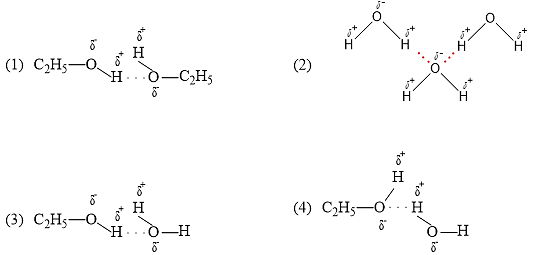 δ⁻ δ⁺
H
(1) C₂H₅—O δ⁺ H ··· O—C₂H₅
δ⁻
δ⁻
O O
δ⁺ δ⁺ δ⁺ δ⁺
H H H H
(2) δ⁻
O
δ⁺ δ⁺
H H
δ⁻ δ⁺
H
(3) C₂H₅—O δ⁺ H ··· O—H
δ⁻
δ⁺
H δ⁺
(4) C₂H₅—O ··· H
δ⁻
O—H
δ⁻